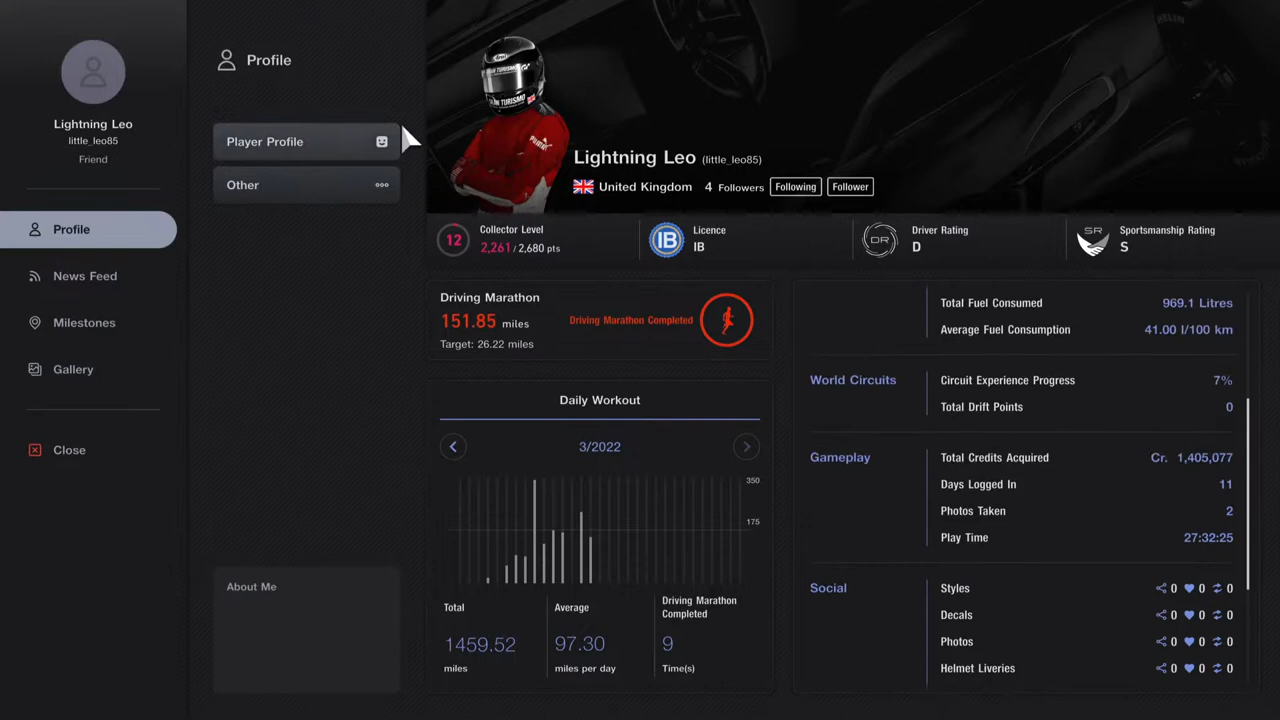 Lightning Leo
little_leo85
Friend
Profile
News Feed
Milestones
Gallery
Close
Profile
Player Profile
Other
About Me
GRAN TURISMO
Lightning Leo (little_leo85)
United Kingdom 4 Followers Following Follower
12 Collector Level
2,261 / 2,680 pts
IB Licence
IB
DR Driver Rating
D
SR Sportsmanship Rating
S
Driving Marathon
151.85 miles
Driving Marathon Completed
Target: 26.22 miles
Daily Workout
3/2022
350
175
Total
1459.52
miles
Average
97.30
miles per day
Driving Marathon
Completed
9
Time(s)
Total Fuel Consumed 969.1 Litres
Average Fuel Consumption 41.00 l/100 km
World Circuits
Circuit Experience Progress 7%
Total Drift Points 0
Gameplay
Total Credits Acquired Cr. 1,405,077
Days Logged In 11
Photos Taken 2
Play Time 27:32:25
Social
Styles 0 0 0
Decals 0 0 0
Photos 0 0 0
Helmet Liveries 0 0 0